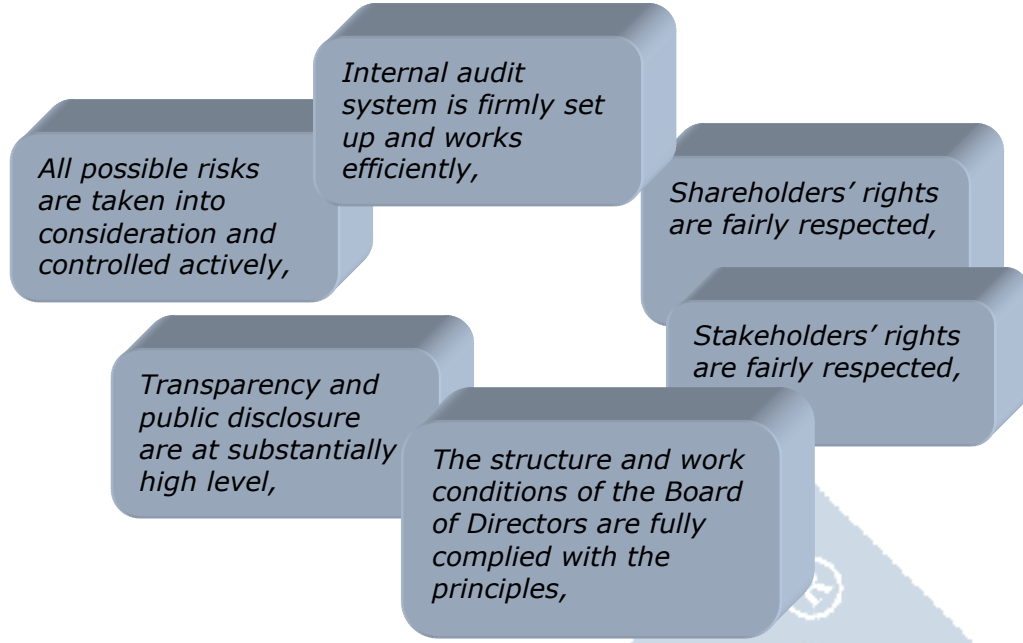 Internal audit
system is firmly set
up and works
efficiently,
All possible risks
are taken into
consideration and
controlled actively,
Shareholders’ rights
are fairly respected,
Stakeholders’ rights
are fairly respected,
Transparency and
public disclosure
are at substantially
high level,
The structure and work
conditions of the Board
of Directors are fully
complied with the
principles,
®